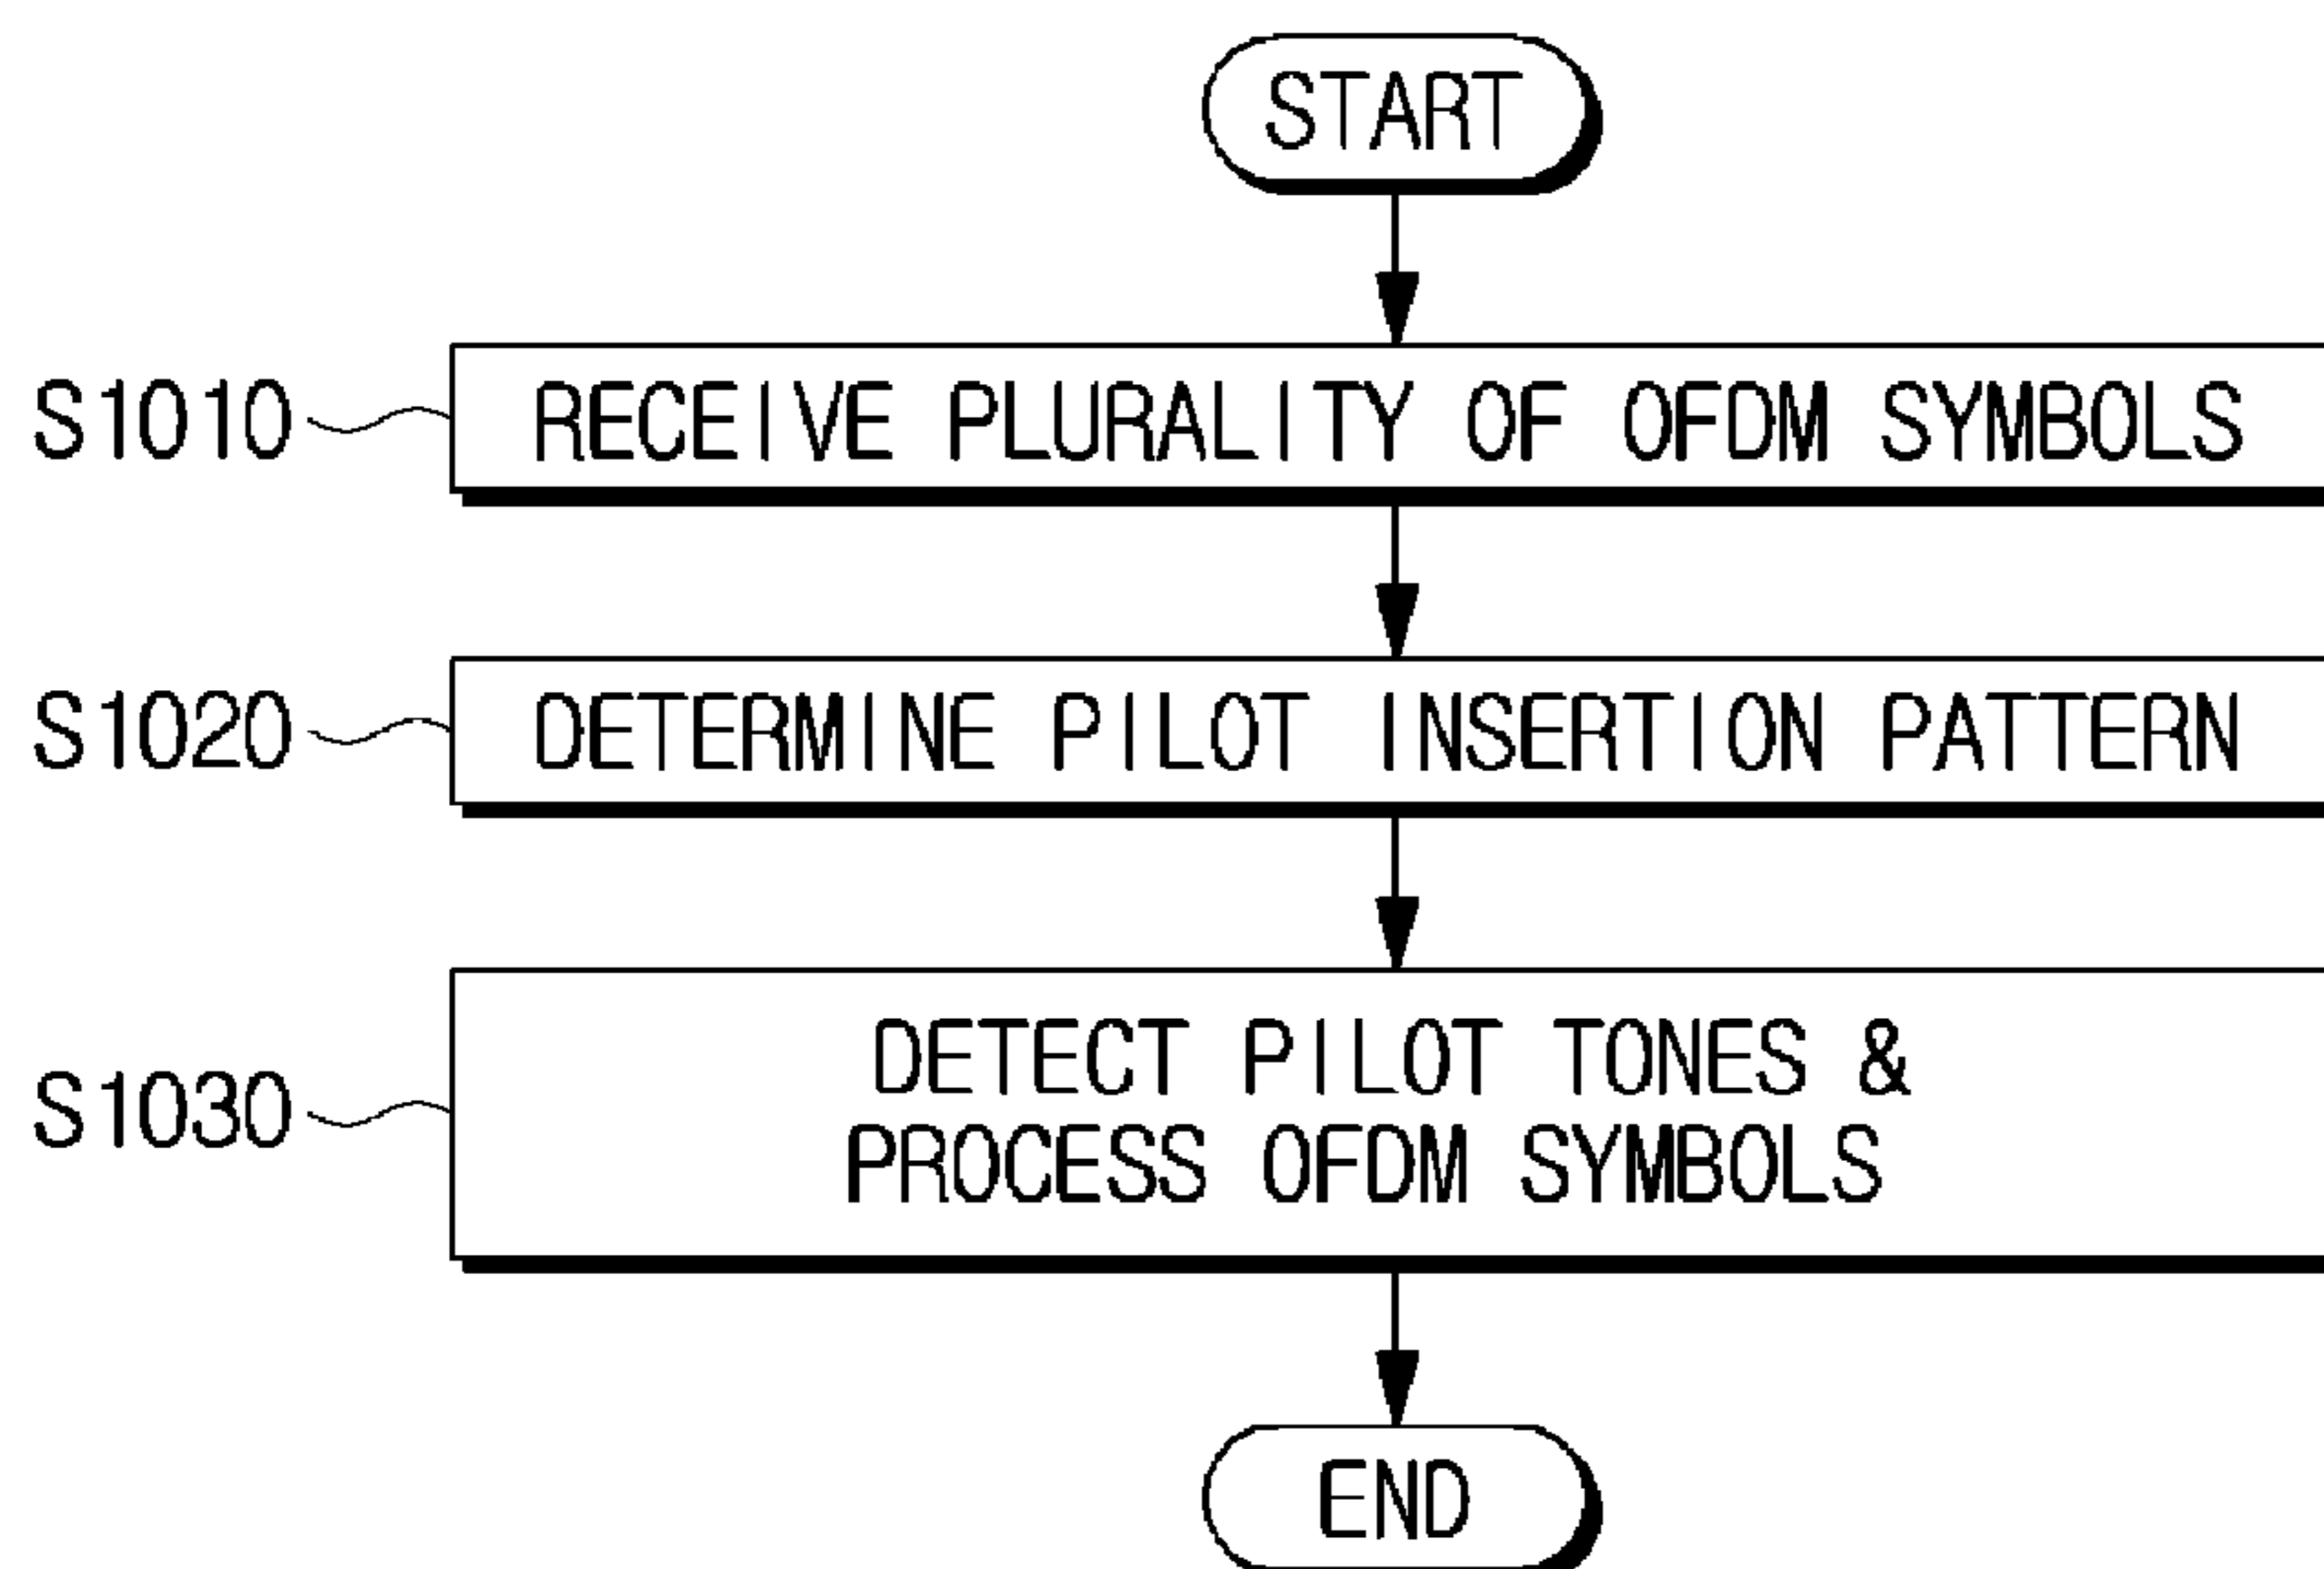 START
S1010
RECEIVE PLURALITY OF OFDM SYMBOLS
S1020
DETERMINE PILOT INSERTION PATTERN
S1030
DETECT PILOT TONES &
PROCESS OFDM SYMBOLS
END